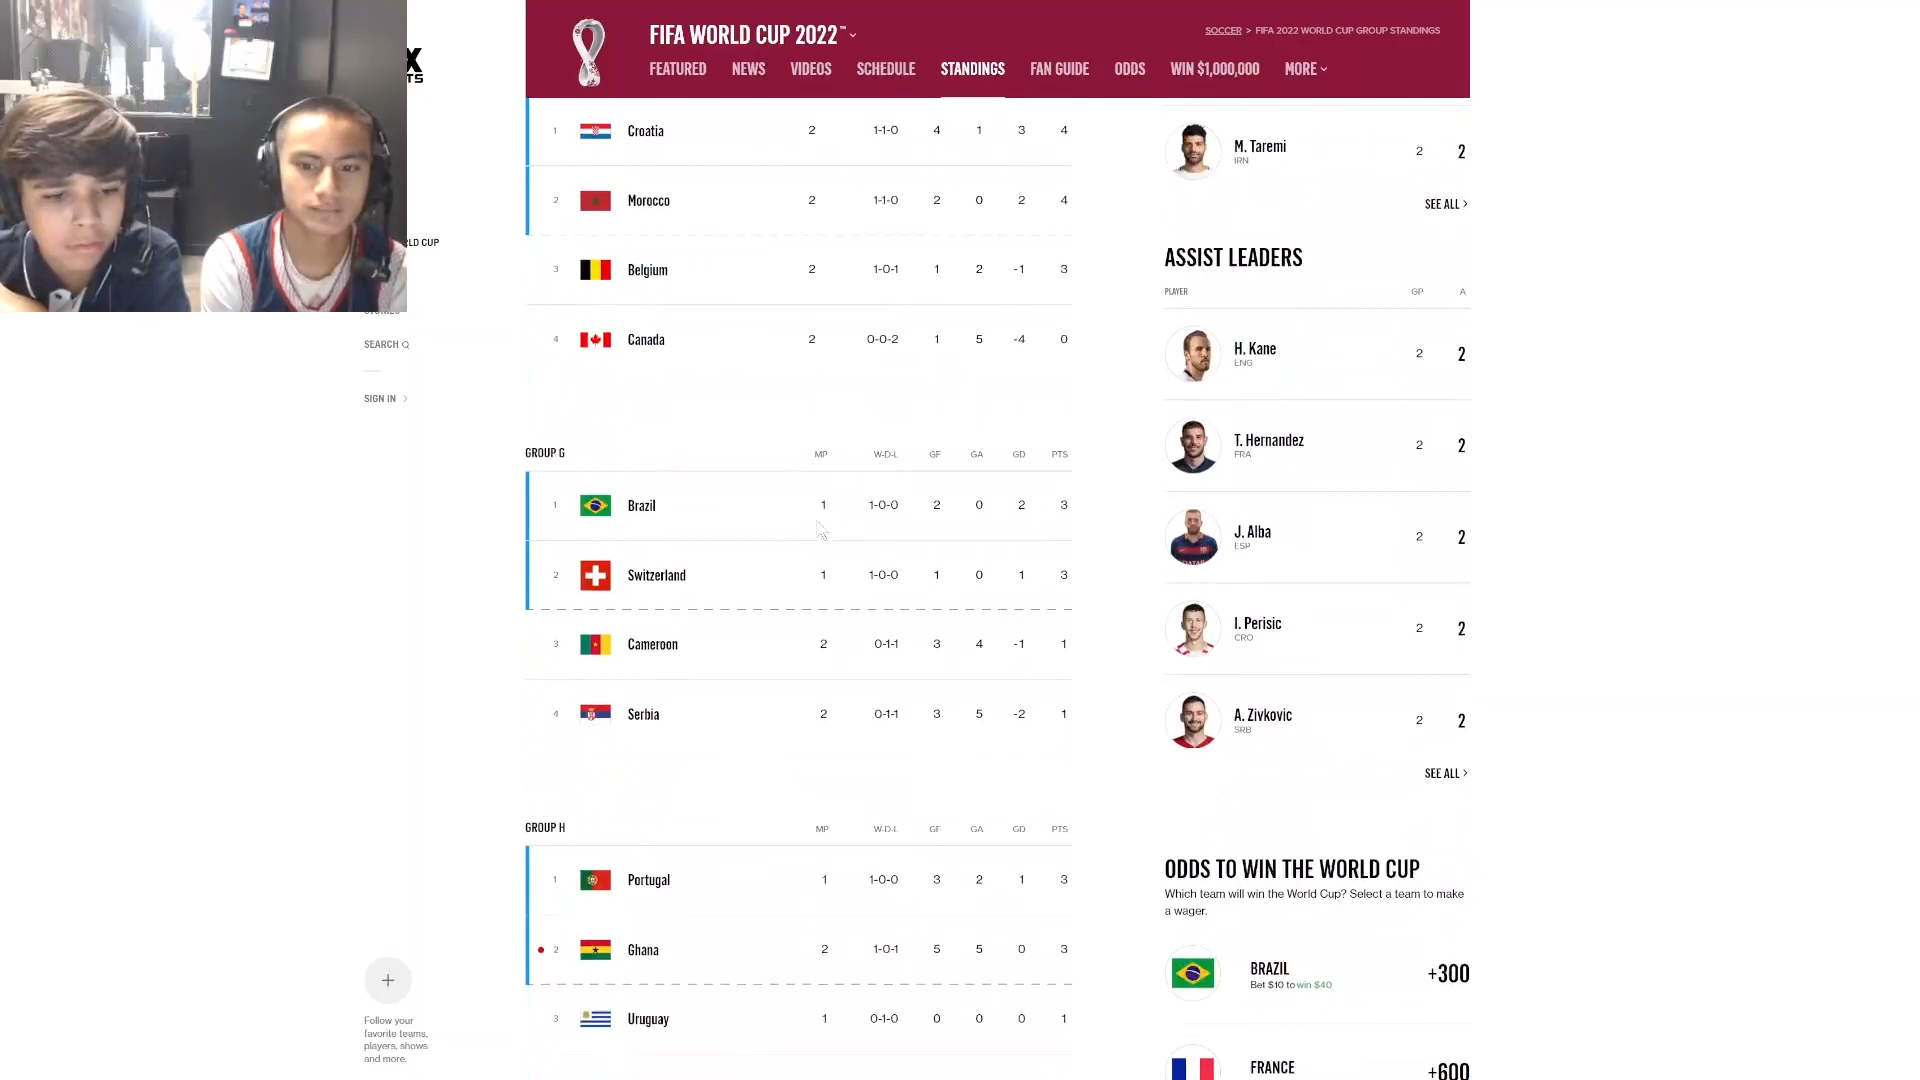 FIFA WORLD CUP 2022™
SOCCER > FIFA 2022 WORLD CUP GROUP STANDINGS
FEATURED NEWS VIDEOS SCHEDULE STANDINGS FAN GUIDE ODDS WIN $1,000,000 MORE
X
TS
RLD CUP
SEARCH
SIGN IN
Follow your
favorite teams,
players, shows
and more.
1 Croatia 2 1-1-0 4 1 3 4
2 Morocco 2 1-1-0 2 0 2 4
3 Belgium 2 1-0-1 1 2 -1 3
4 Canada 2 0-0-2 1 5 -4 0
GROUP G MP W-D-L GF GA GD PTS
1 Brazil 1 1-0-0 2 0 2 3
2 Switzerland 1 1-0-0 1 0 1 3
3 Cameroon 2 0-1-1 3 4 -1 1
4 Serbia 2 0-1-1 3 5 -2 1
GROUP H MP W-D-L GF GA GD PTS
1 Portugal 1 1-0-0 3 2 1 3
2 Ghana 2 1-0-1 5 5 0 3
3 Uruguay 1 0-1-0 0 0 0 1
M. Taremi 2 2
IRN
SEE ALL >
ASSIST LEADERS
PLAYER GP A
H. Kane 2 2
ENG
T. Hernandez 2 2
FRA
J. Alba 2 2
ESP
I. Perisic 2 2
CRO
A. Zivkovic 2 2
SRB
SEE ALL >
ODDS TO WIN THE WORLD CUP
Which team will win the World Cup? Select a team to make
a wager.
BRAZIL +300
Bet $10 to win $40
FRANCE +600